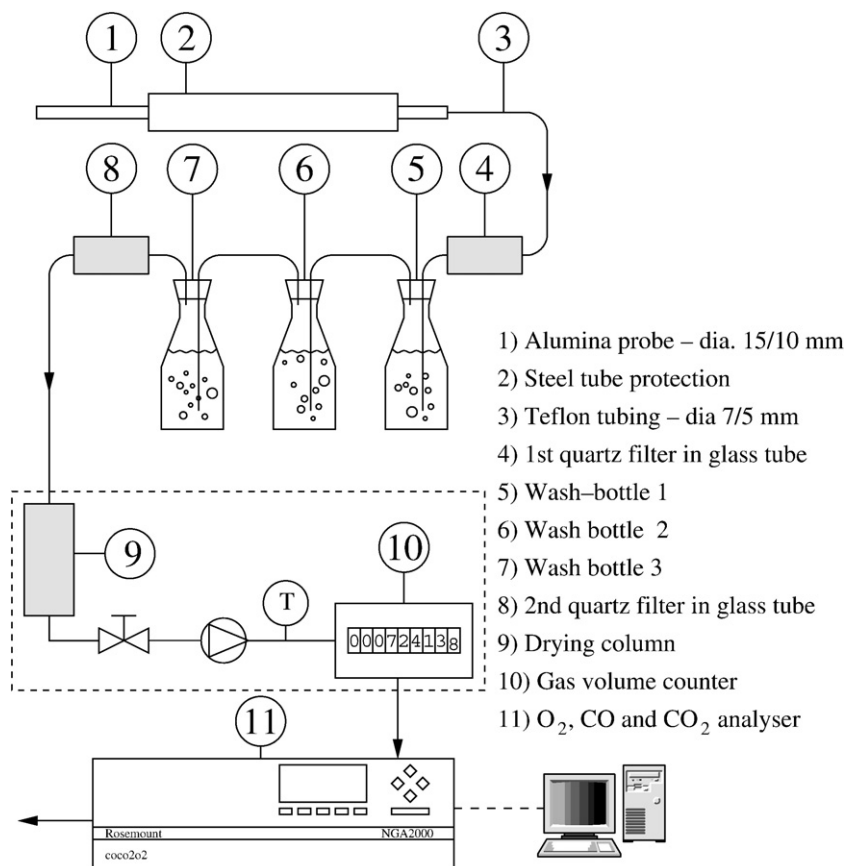 1
2
3
8
7
6
5
4
1) Alumina probe – dia. 15/10 mm
2) Steel tube protection
3) Teflon tubing – dia 7/5 mm
4) 1st quartz filter in glass tube
5) Wash–bottle 1
6) Wash bottle 2
7) Wash bottle 3
8) 2nd quartz filter in glass tube
9) Drying column
10) Gas volume counter
11) O₂, CO and CO₂ analyser
9
10
T
000724138
11
Rosemount NGA2000
coco2o2